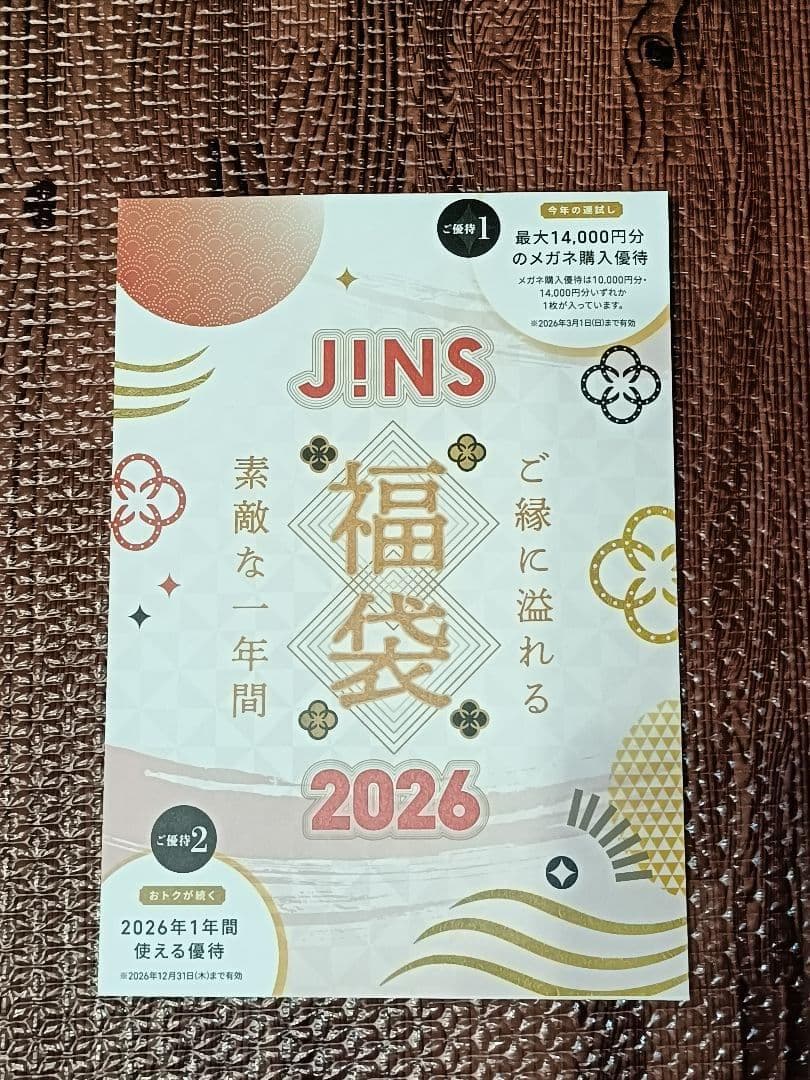 今年の運試し
ご優待1
最大14,000円分
のメガネ購入優待
メガネ購入優待は10,000円分・
14,000円分いずれか
1枚が入っています。
※2026年3月1日(日)まで有効
J!NS
ご縁に溢れる
福袋
素敵な一年間
2026
ご優待2
おトクが続く
2026年1年間
使える優待
※2026年12月31日(木)まで有効